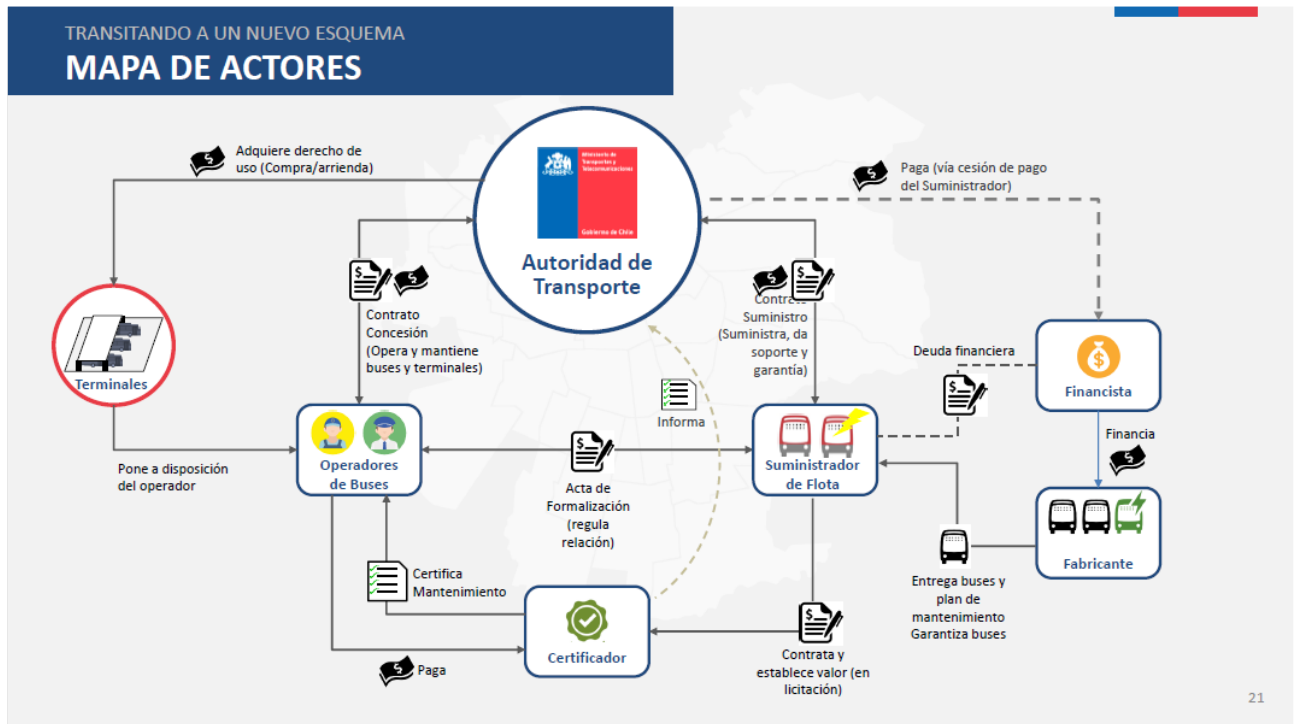 TRANSITANDO A UN NUEVO ESQUEMA
MAPA DE ACTORES
Adquiere derecho de
uso (Compra/arrienda)
Ministerio de
Transportes y
Telecomunicaciones
Gobierno de Chile
Autoridad de
Transporte
Paga (vía cesión de pago
del Suministrador)
Contrato
Concesión
(Opera y mantiene
buses y terminales)
Contrato
Suministro
(Suministra, da
soporte y
garantía)
Terminales
Deuda financiera
Financista
Informa
Financia
Operadores
de Buses
Suministrador
de Flota
Pone a disposición
del operador
Acta de
Formalización
(regula
relación)
Fabricante
Certifica
Mantenimiento
Entrega buses y
plan de
mantenimiento
Garantiza buses
Certificador
Paga
Contrata y
establece valor (en
licitación)
21